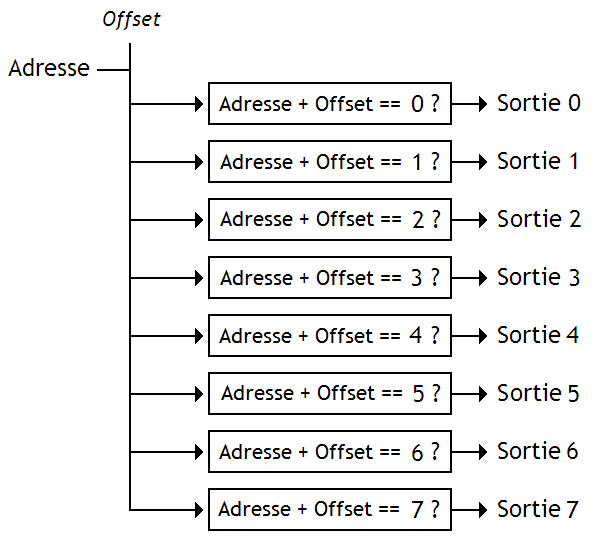 Offset
Adresse
Adresse + Offset == 0 ? Sortie 0
Adresse + Offset == 1 ? Sortie 1
Adresse + Offset == 2 ? Sortie 2
Adresse + Offset == 3 ? Sortie 3
Adresse + Offset == 4 ? Sortie 4
Adresse + Offset == 5 ? Sortie 5
Adresse + Offset == 6 ? Sortie 6
Adresse + Offset == 7 ? Sortie 7